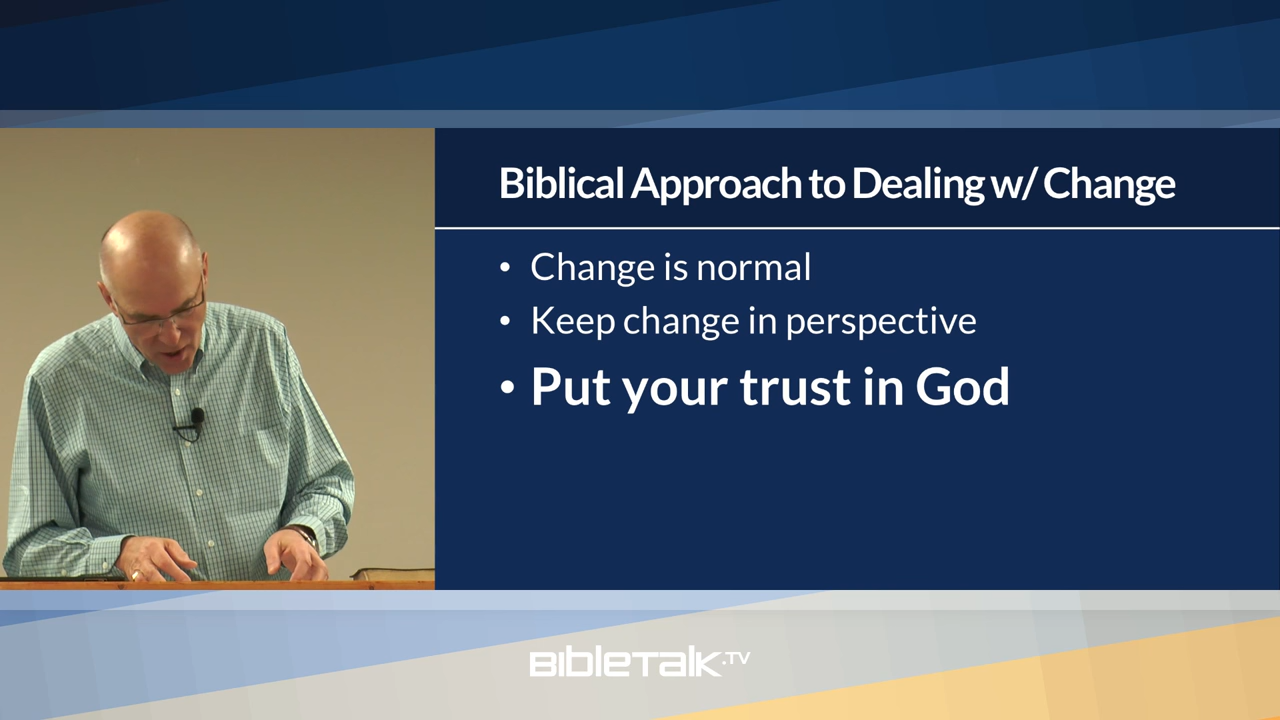 Biblical Approach to Dealing w/ Change
• Change is normal
• Keep change in perspective
• Put your trust in God
BibleTalk.TV